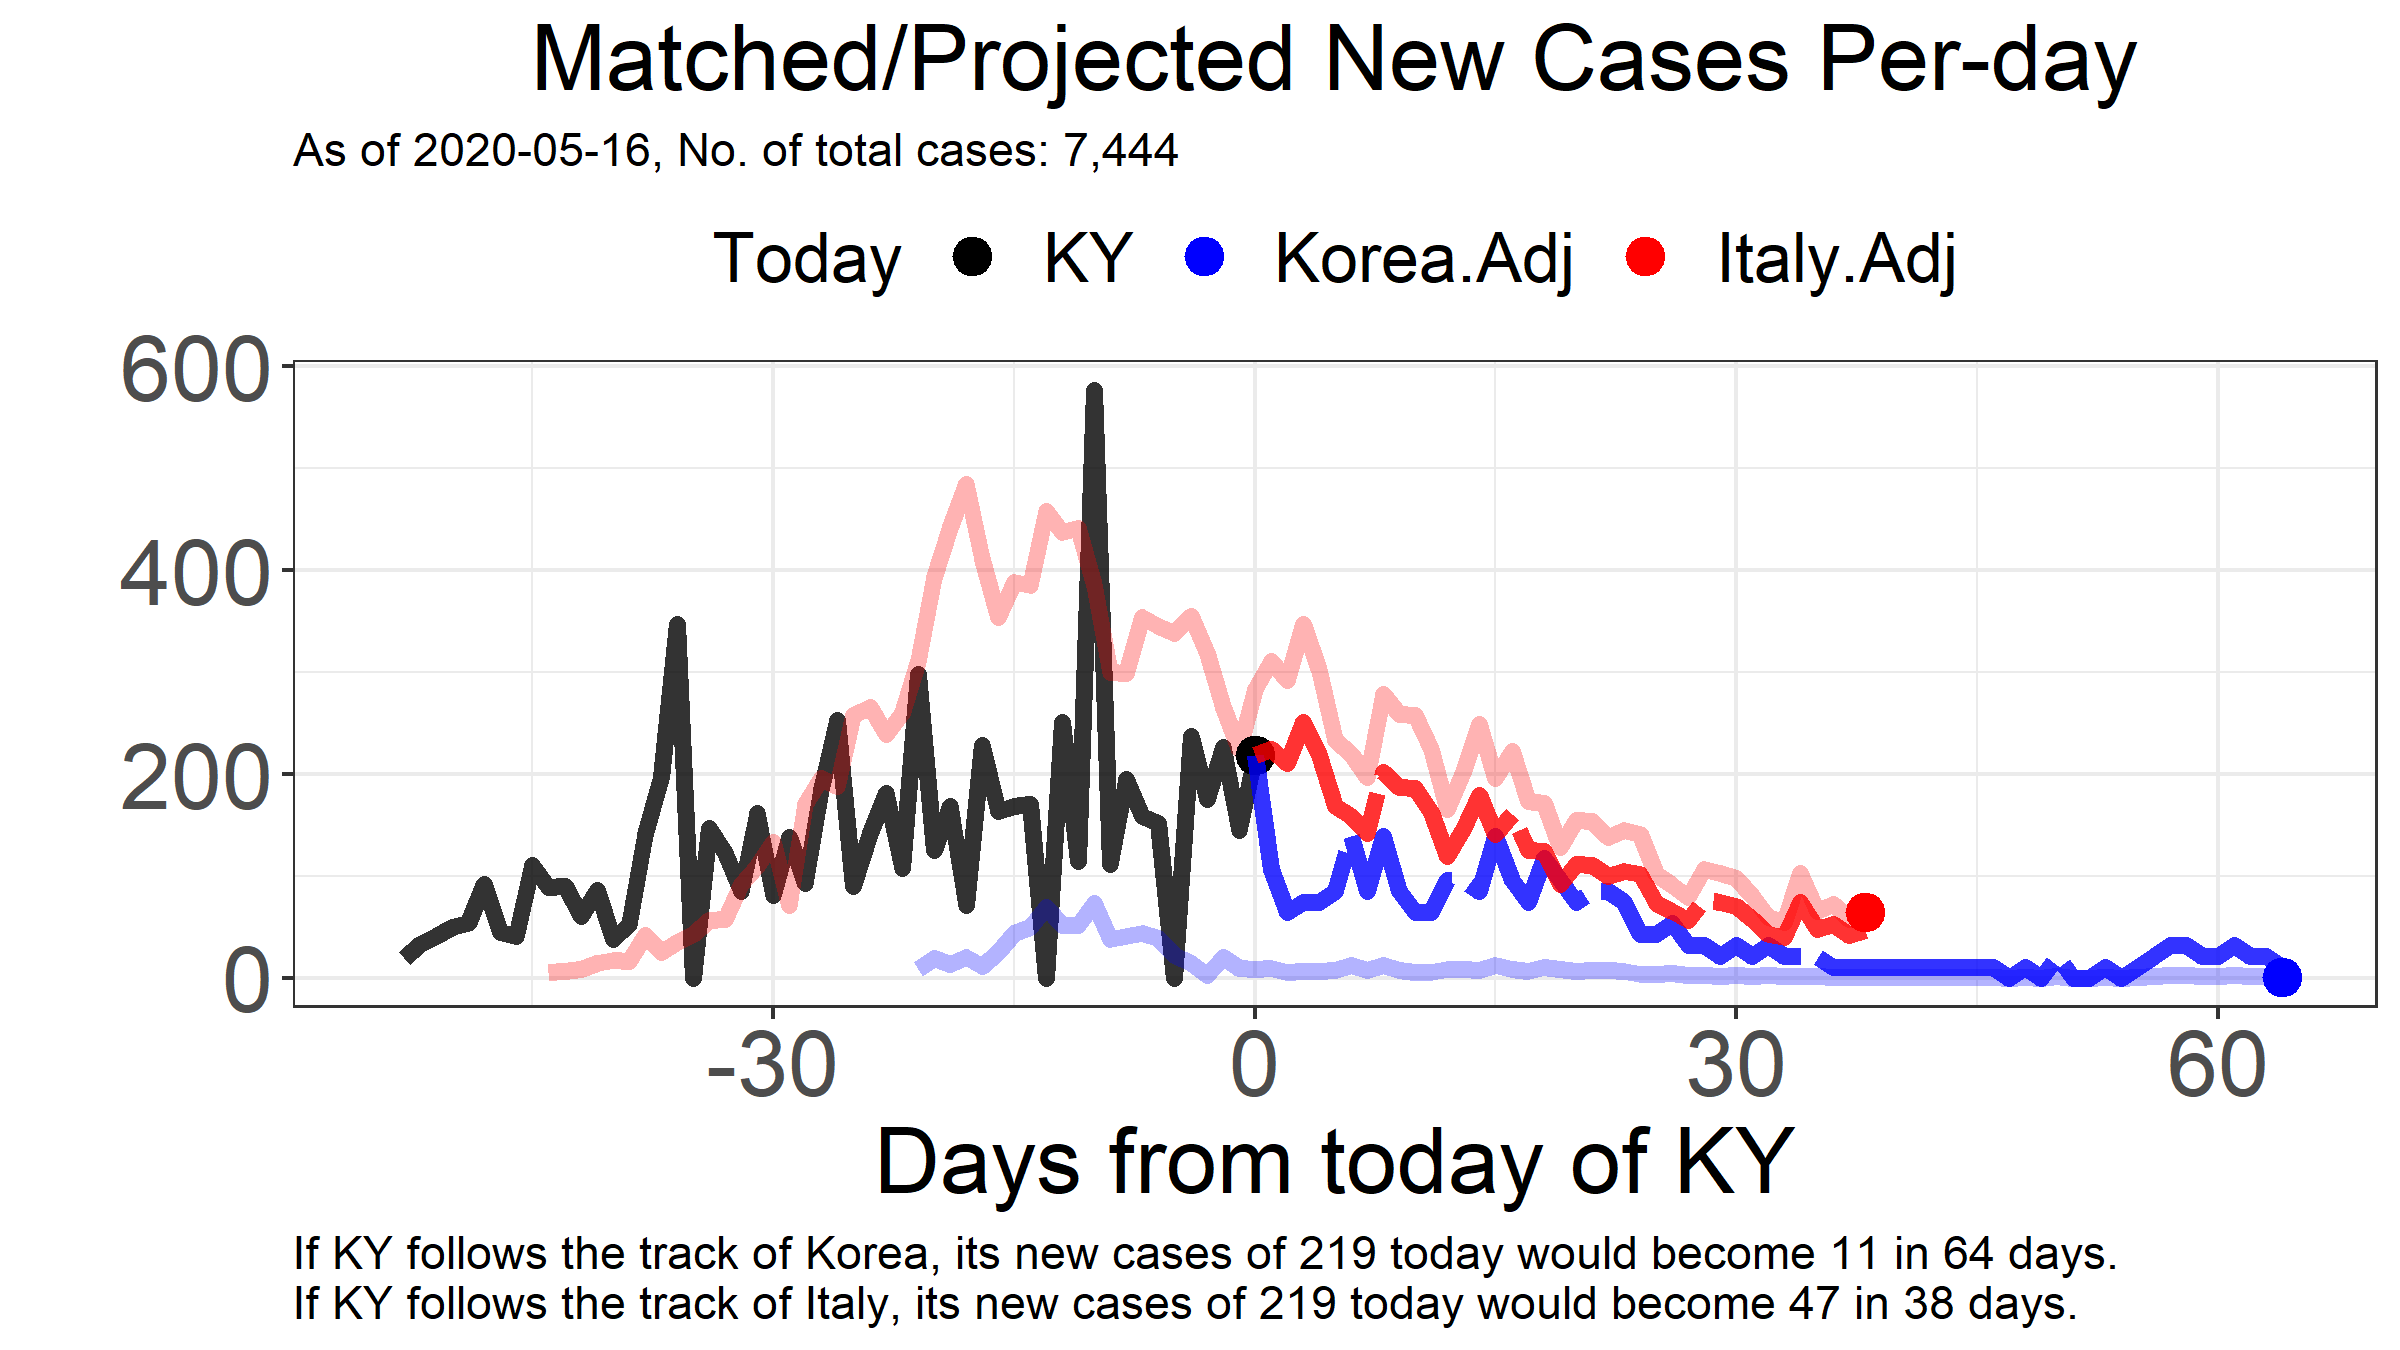 Matched/Projected New Cases Per-day
As of 2020-05-16, No. of total cases: 7,444
Today KY Korea.Adj Italy.Adj
600
400
200
0
-30 0 30 60
Days from today of KY
If KY follows the track of Korea, its new cases of 219 today would become 11 in 64 days.
If KY follows the track of Italy, its new cases of 219 today would become 47 in 38 days.